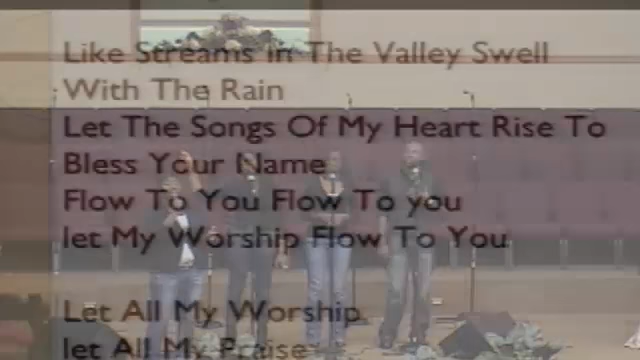 Like Streams In The Valley Swell
With The Rain
Let The Songs Of My Heart Rise To
Bless Your Name
Flow To You Flow To you
let My Worship Flow To You
Let All My Worship
let All My Praise